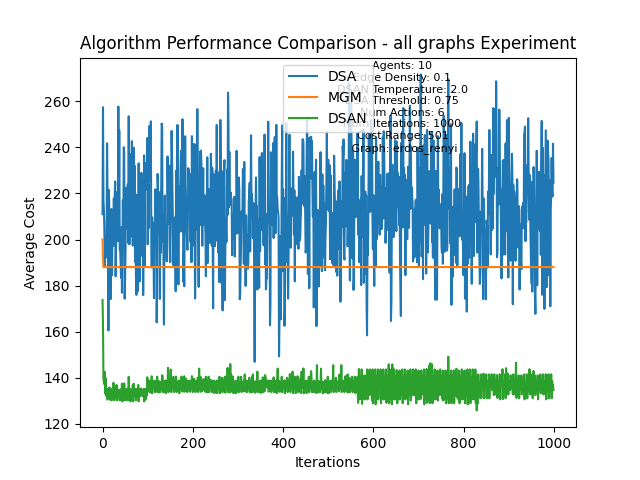 Algorithm Performance Comparison - all graphs Experiment
DSA
MGM
DSAN
Agents: 10
Edge Density: 0.1
Temperature: 2.0
Threshold: 0.75
Num Actions: 6
Iterations: 1000
Cost Range: 501
Graph: erdos_renyi
Average Cost
260
240
220
200
180
160
140
120
0
200
400
600
800
1000
Iterations